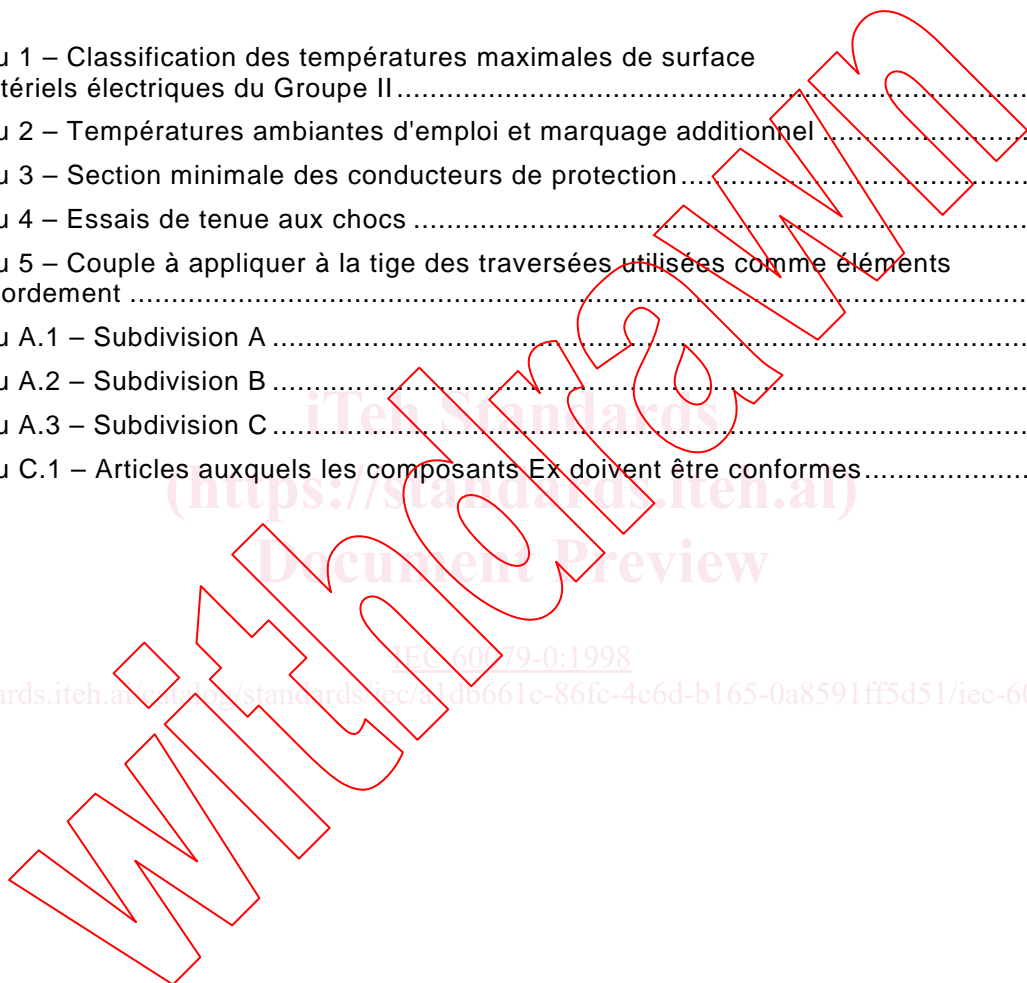 u 1 – Classification des températures maximales de surface
tériels électriques du Groupe II
u 2 – Températures ambiantes d'emploi et marquage additionnel
u 3 – Section minimale des conducteurs de protection
u 4 – Essais de tenue aux chocs
u 5 – Couple à appliquer à la tige des traversées utilisées comme éléments
ordement
u A.1 – Subdivision A
u A.2 – Subdivision B
u A.3 – Subdivision C
iTeh Standards
u C.1 – Articles auxquels les composants Ex doivent être conformes
(https://standards.iteh.ai)
Document Preview
IEC 60079-0:1998
ards.iteh.ai/catalog/standards/iec/a1db661c-86fc-4c6d-b165-0a8591ff5d51/iec-60
withdrawn